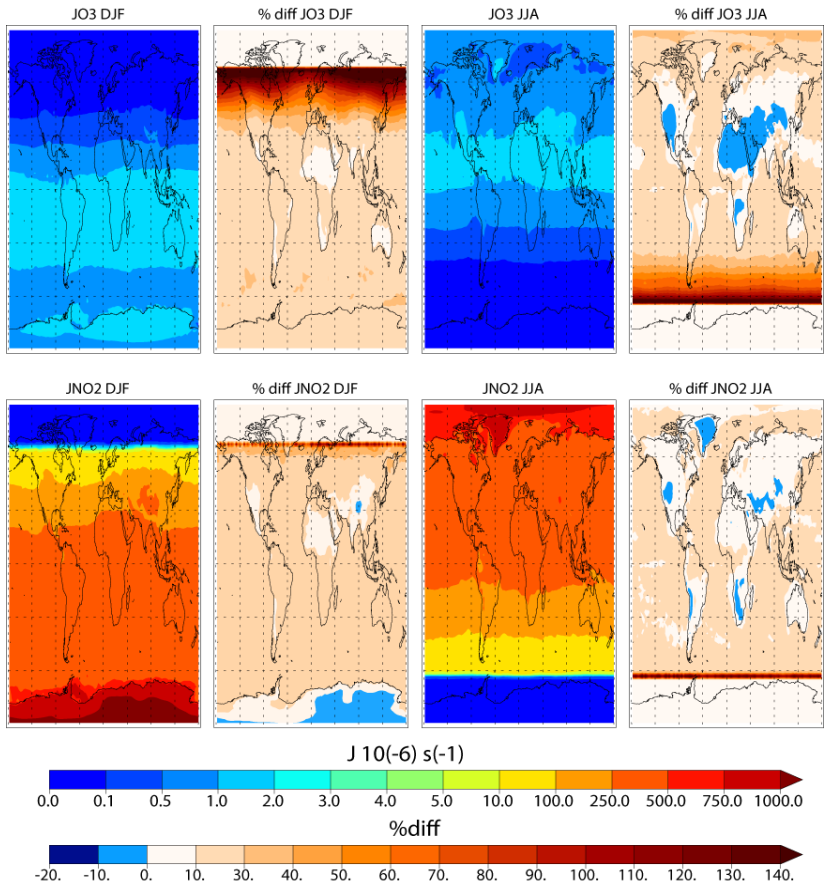 JO3 DJF % diff JO3 DJF JO3 JJA % diff JO3 JJA
JNO2 DJF % diff JNO2 DJF JNO2 JJA % diff JNO2 JJA
J 10(-6) s(-1)
0.0 0.1 0.5 1.0 2.0 3.0 4.0 5.0 10.0 100.0 250.0 500.0 750.0 1000.0
%diff
-20. -10. 0. 10. 30. 40. 50. 60. 70. 80. 90. 100. 110. 120. 130. 140.